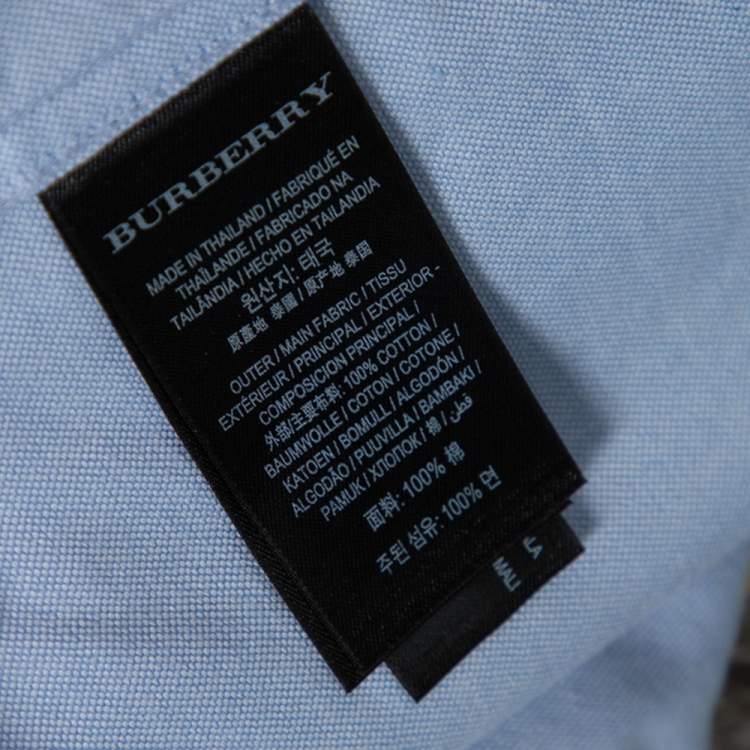 BURBERRY
MADE IN THAILAND / FABRIQUÉ EN
THAÏLANDE / FABRICADO NA
TAILÂNDIA / HECHO EN TAILANDIA
원산지: 태국
原產地 泰國 / 原产地 泰国
OUTER / MAIN FABRIC / TISSU
EXTÉRIEUR / PRINCIPAL / EXTERIOR -
COMPOSICION PRINCIPAL /
外部/主要布料: 100% COTTON /
BAUMWOLLE / COTON / COTONE /
KATOEN / BOMULL / ALGODÓN /
ALGODÃO / PUUVILLA / BAMBAKI /
PAMUK / ХЛОПОК / 棉 / قطن /
面料: 100% 棉
주된 섬유: 100% 면